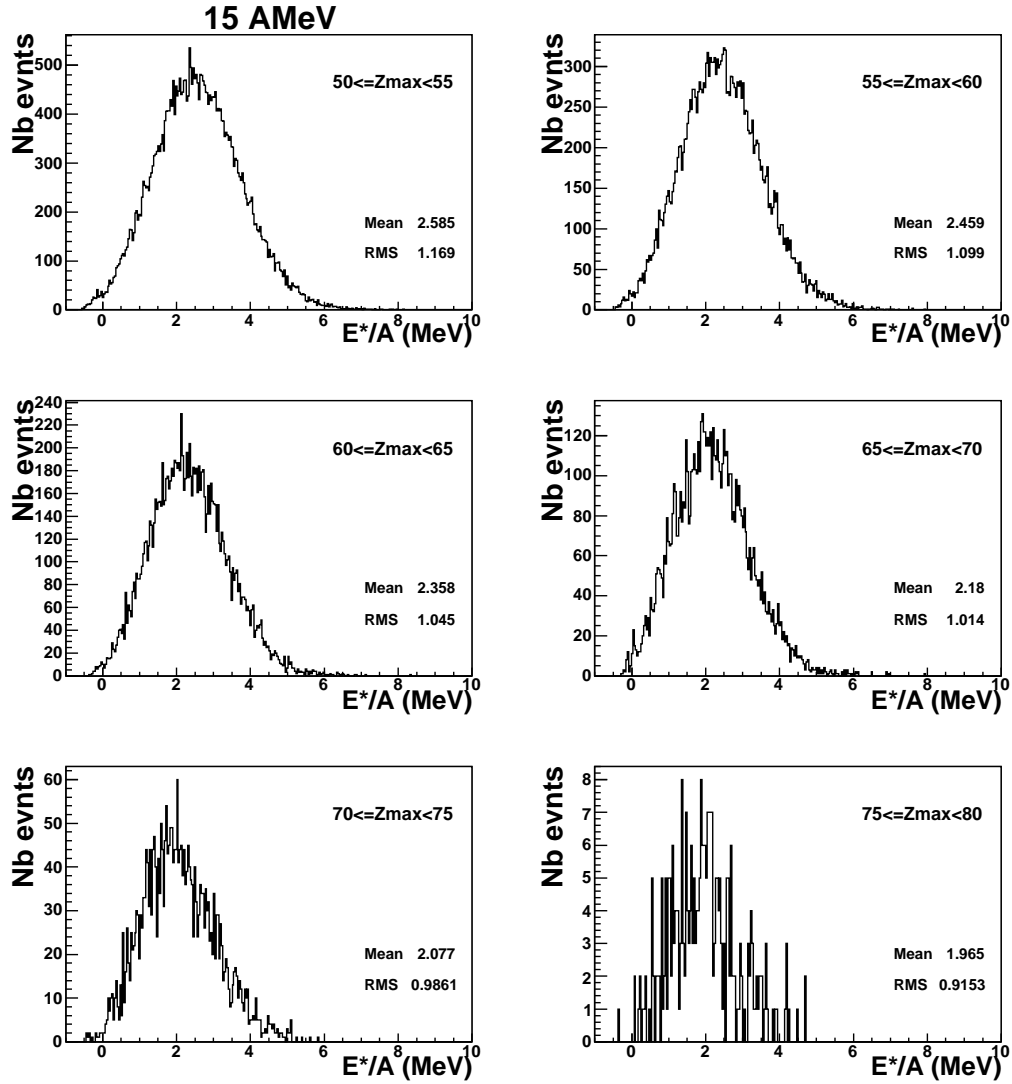 15 AMeV
Nb evnts
500
400
300
200
100
0
50<=Zmax<55
Mean 2.585
RMS 1.169
0 2 4 6 8 10
E*/A (MeV)
Nb evnts
300
250
200
150
100
50
0
55<=Zmax<60
Mean 2.459
RMS 1.099
0 2 4 6 8 10
E*/A (MeV)
Nb evnts
240
220
200
180
160
140
120
100
80
60
40
20
0
60<=Zmax<65
Mean 2.358
RMS 1.045
0 2 4 6 8 10
E*/A (MeV)
Nb evnts
120
100
80
60
40
20
0
65<=Zmax<70
Mean 2.18
RMS 1.014
0 2 4 6 8 10
E*/A (MeV)
Nb evnts
60
50
40
30
20
10
0
70<=Zmax<75
Mean 2.077
RMS 0.9861
0 2 4 6 8 10
E*/A (MeV)
Nb evnts
8
7
6
5
4
3
2
1
0
75<=Zmax<80
Mean 1.965
RMS 0.9153
0 2 4 6 8 10
E*/A (MeV)